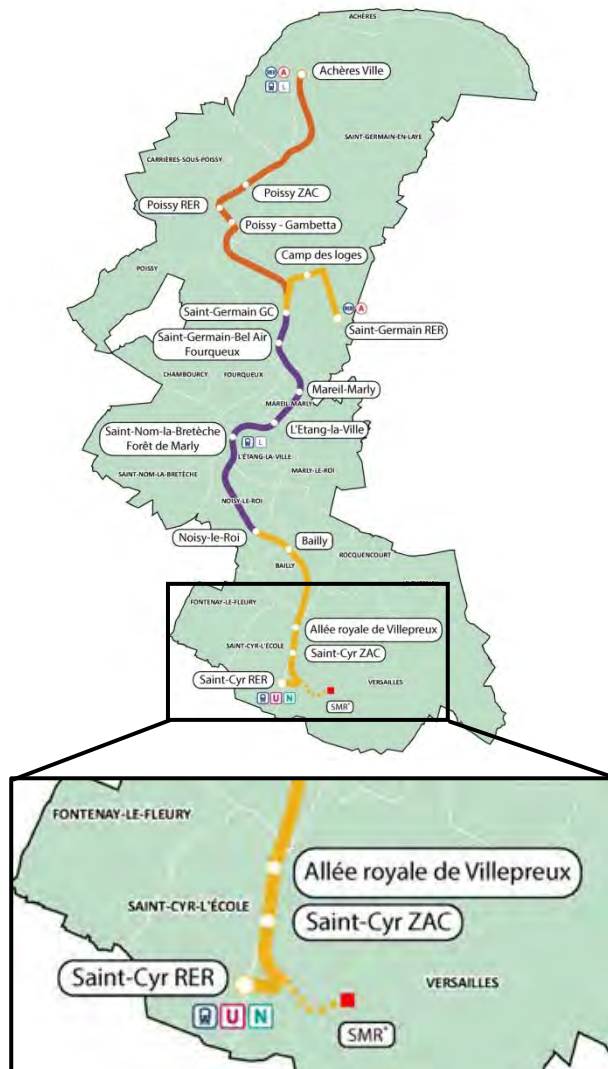 ACHÈRES
RER A
Achères Ville
L
SAINT-GERMAIN-EN-LAYE
CARRIÈRES-SOUS-POISSY
Poissy ZAC
Poissy RER
Poissy - Gambetta
Camp des loges
POISSY
RER A
Saint-Germain GC
Saint-Germain RER
Saint-Germain-Bel Air
Fourqueux
CHAMBOURCY
FOURQUEUX
Mareil-Marly
MAREIL-MARLY
L'Etang-la-Ville
Saint-Nom-la-Bretèche
Forêt de Marly
L
L'ÉTANG-LA-VILLE
SAINT-NOM-LA-BRETÈCHE
MARLY-LE-ROI
NOISY-LE-ROI
Noisy-le-Roi
Bailly
ROCQUENCOURT
BAILLY
FONTENAY-LE-FLEURY
Allée royale de Villepreux
SAINT-CYR-L'ÉCOLE
Saint-Cyr ZAC
Saint-Cyr RER
VERSAILLES
U N
SMR*
FONTENAY-LE-FLEURY
Allée royale de Villepreux
SAINT-CYR-L'ÉCOLE
Saint-Cyr ZAC
Saint-Cyr RER
VERSAILLES
U N
SMR*